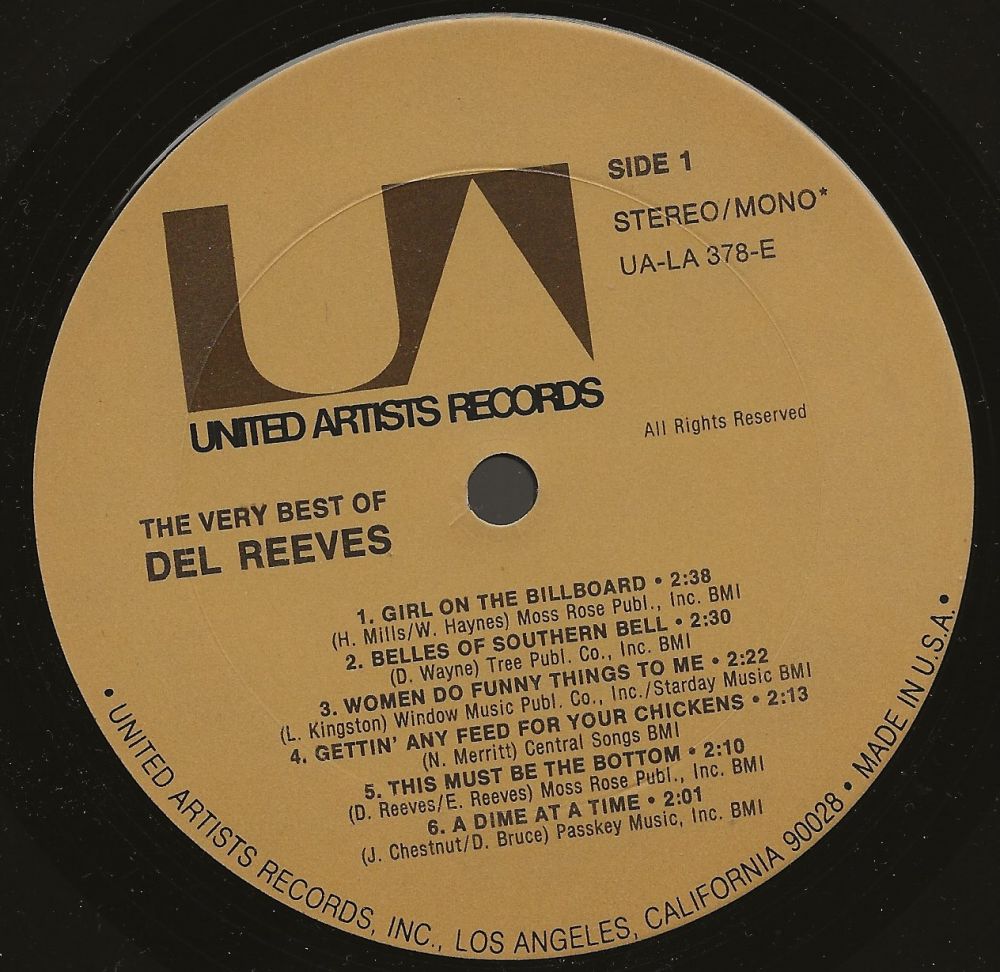 UA
UNITED ARTISTS RECORDS
SIDE 1
STEREO/MONO*
UA-LA 378-E
All Rights Reserved
THE VERY BEST OF
DEL REEVES
1. GIRL ON THE BILLBOARD • 2:38
(H. Mills/W. Haynes) Moss Rose Publ., Inc. BMI
2. BELLES OF SOUTHERN BELL • 2:30
(D. Wayne) Tree Publ. Co., Inc. BMI
3. WOMEN DO FUNNY THINGS TO ME • 2:22
(L. Kingston) Window Music Publ. Co., Inc./Starday Music BMI
4. GETTIN' ANY FEED FOR YOUR CHICKENS • 2:13
(N. Merritt) Central Songs BMI
5. THIS MUST BE THE BOTTOM • 2:10
(D. Reeves/E. Reeves) Moss Rose Publ., Inc. BMI
6. A DIME AT A TIME • 2:01
(J. Chestnut/D. Bruce) Passkey Music, Inc. BMI
• UNITED ARTISTS RECORDS, INC., LOS ANGELES, CALIFORNIA 90028 • MADE IN U.S.A. •